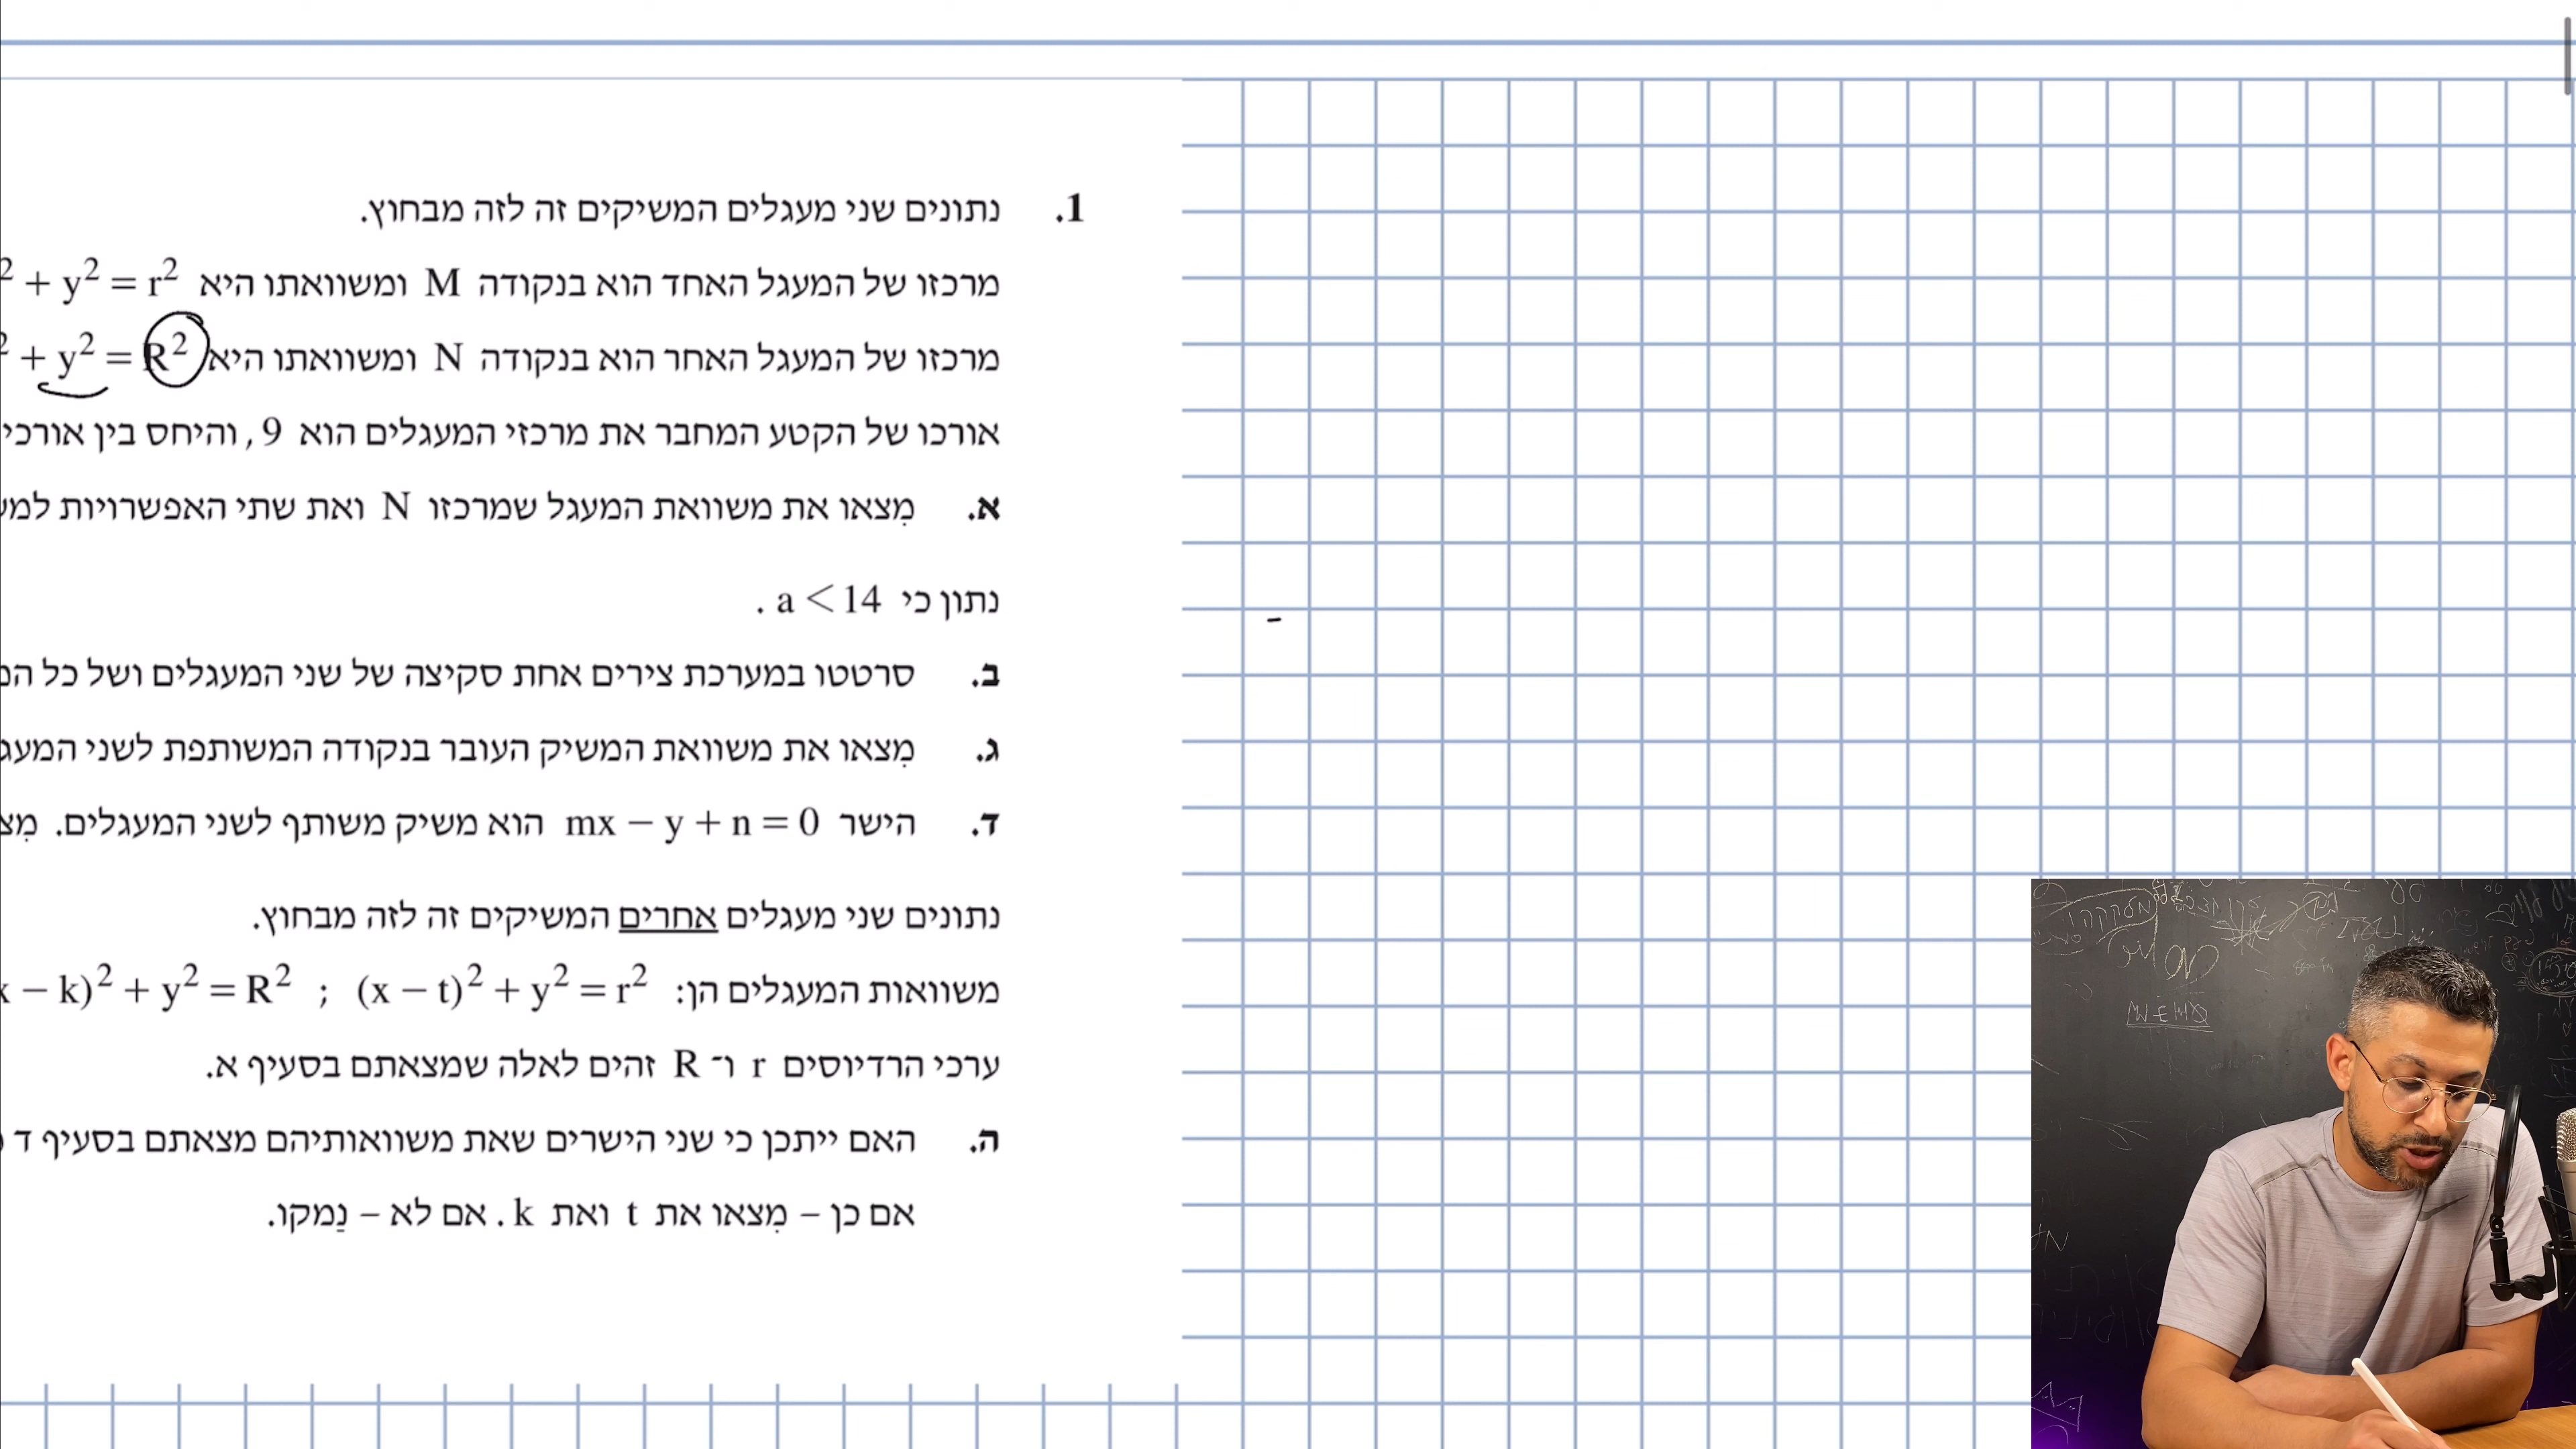 1. נתונים שני מעגלים המשיקים זה לזה מבחוץ.
מרכזו של המעגל האחד הוא בנקודה M ומשוואתו היא ² + y² = r²
מרכזו של המעגל האחר הוא בנקודה N ומשוואתו היא ² + y² = R²
אורכו של הקטע המחבר את מרכזי המעגלים הוא 9, והיחס בין אורכי
א. מִצאו את משוואת המעגל שמרכזו N ואת שתי האפשרויות
נתון כי a < 14.
ב. סרטטו במערכת צירים אחת סקיצה של שני המעגלים ושל כל
ג. מִצאו את משוואת המשיק העובר בנקודה המשותפת לשני
ד. הישר mx − y + n = 0 הוא משיק משותף לשני המעגלים.
נתונים שני מעגלים אחרים המשיקים זה לזה מבחוץ.
משוואות המעגלים הן: (x − t)² + y² = r² ; − k)² + y² = R²
ערכי הרדיוסים r ו־ R זהים לאלה שמצאתם בסעיף א.
ה. האם ייתכן כי שני הישרים שאת משוואותיהם מצאתם בסעיף ד
אם כן – מִצאו את t ואת k. אם לא – נַמקו.